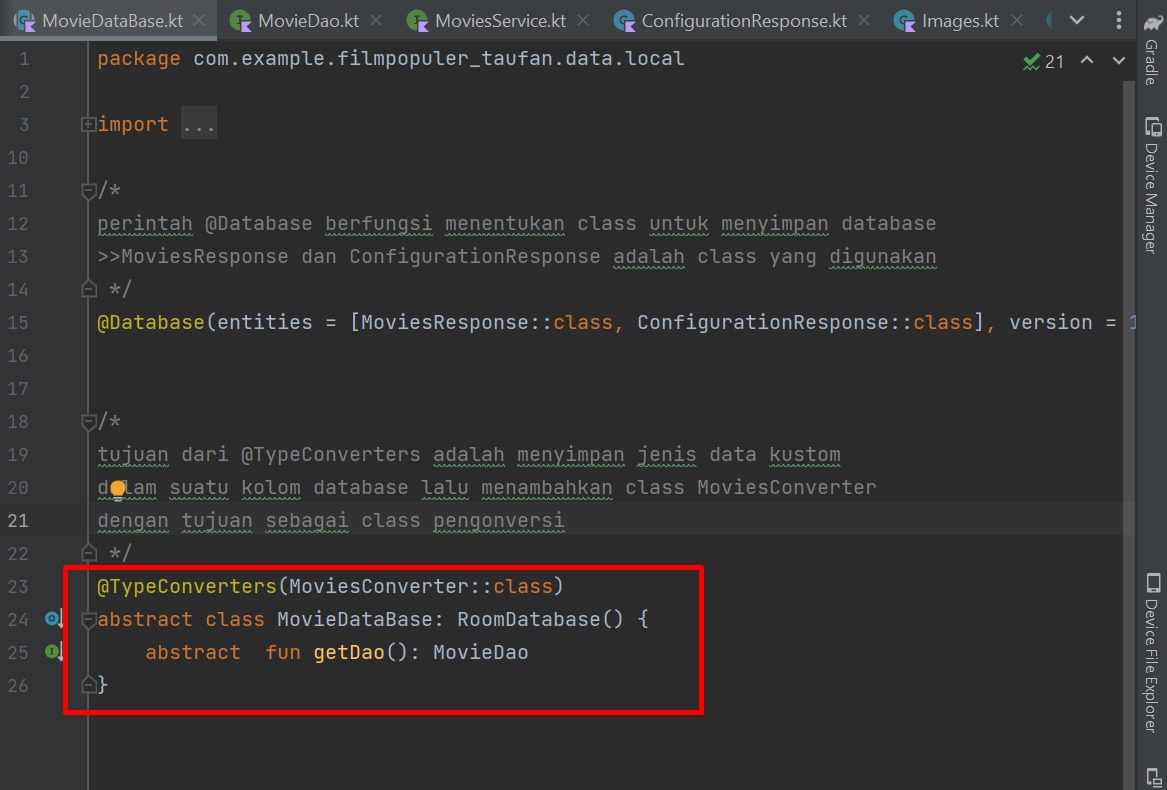 MovieDataBase.kt MovieDao.kt MoviesService.kt ConfigurationResponse.kt Images.kt
1 package com.example.filmpopuler_taufan.data.local
21
2
3 import ...
10
11 /*
12 perintah @Database berfungsi menentukan class untuk menyimpan database
13 >>MoviesResponse dan ConfigurationResponse adalah class yang digunakan
14 */
15 @Database(entities = [MoviesResponse::class, ConfigurationResponse::class], version = 1
16
17
18 /*
19 tujuan dari @TypeConverters adalah menyimpan jenis data kustom
20 dalam suatu kolom database lalu menambahkan class MoviesConverter
21 dengan tujuan sebagai class pengonversi
22 */
23 @TypeConverters(MoviesConverter::class)
24 abstract class MovieDataBase: RoomDatabase() {
25 abstract fun getDao(): MovieDao
26 }
Gradle
Device Manager
Device File Explorer